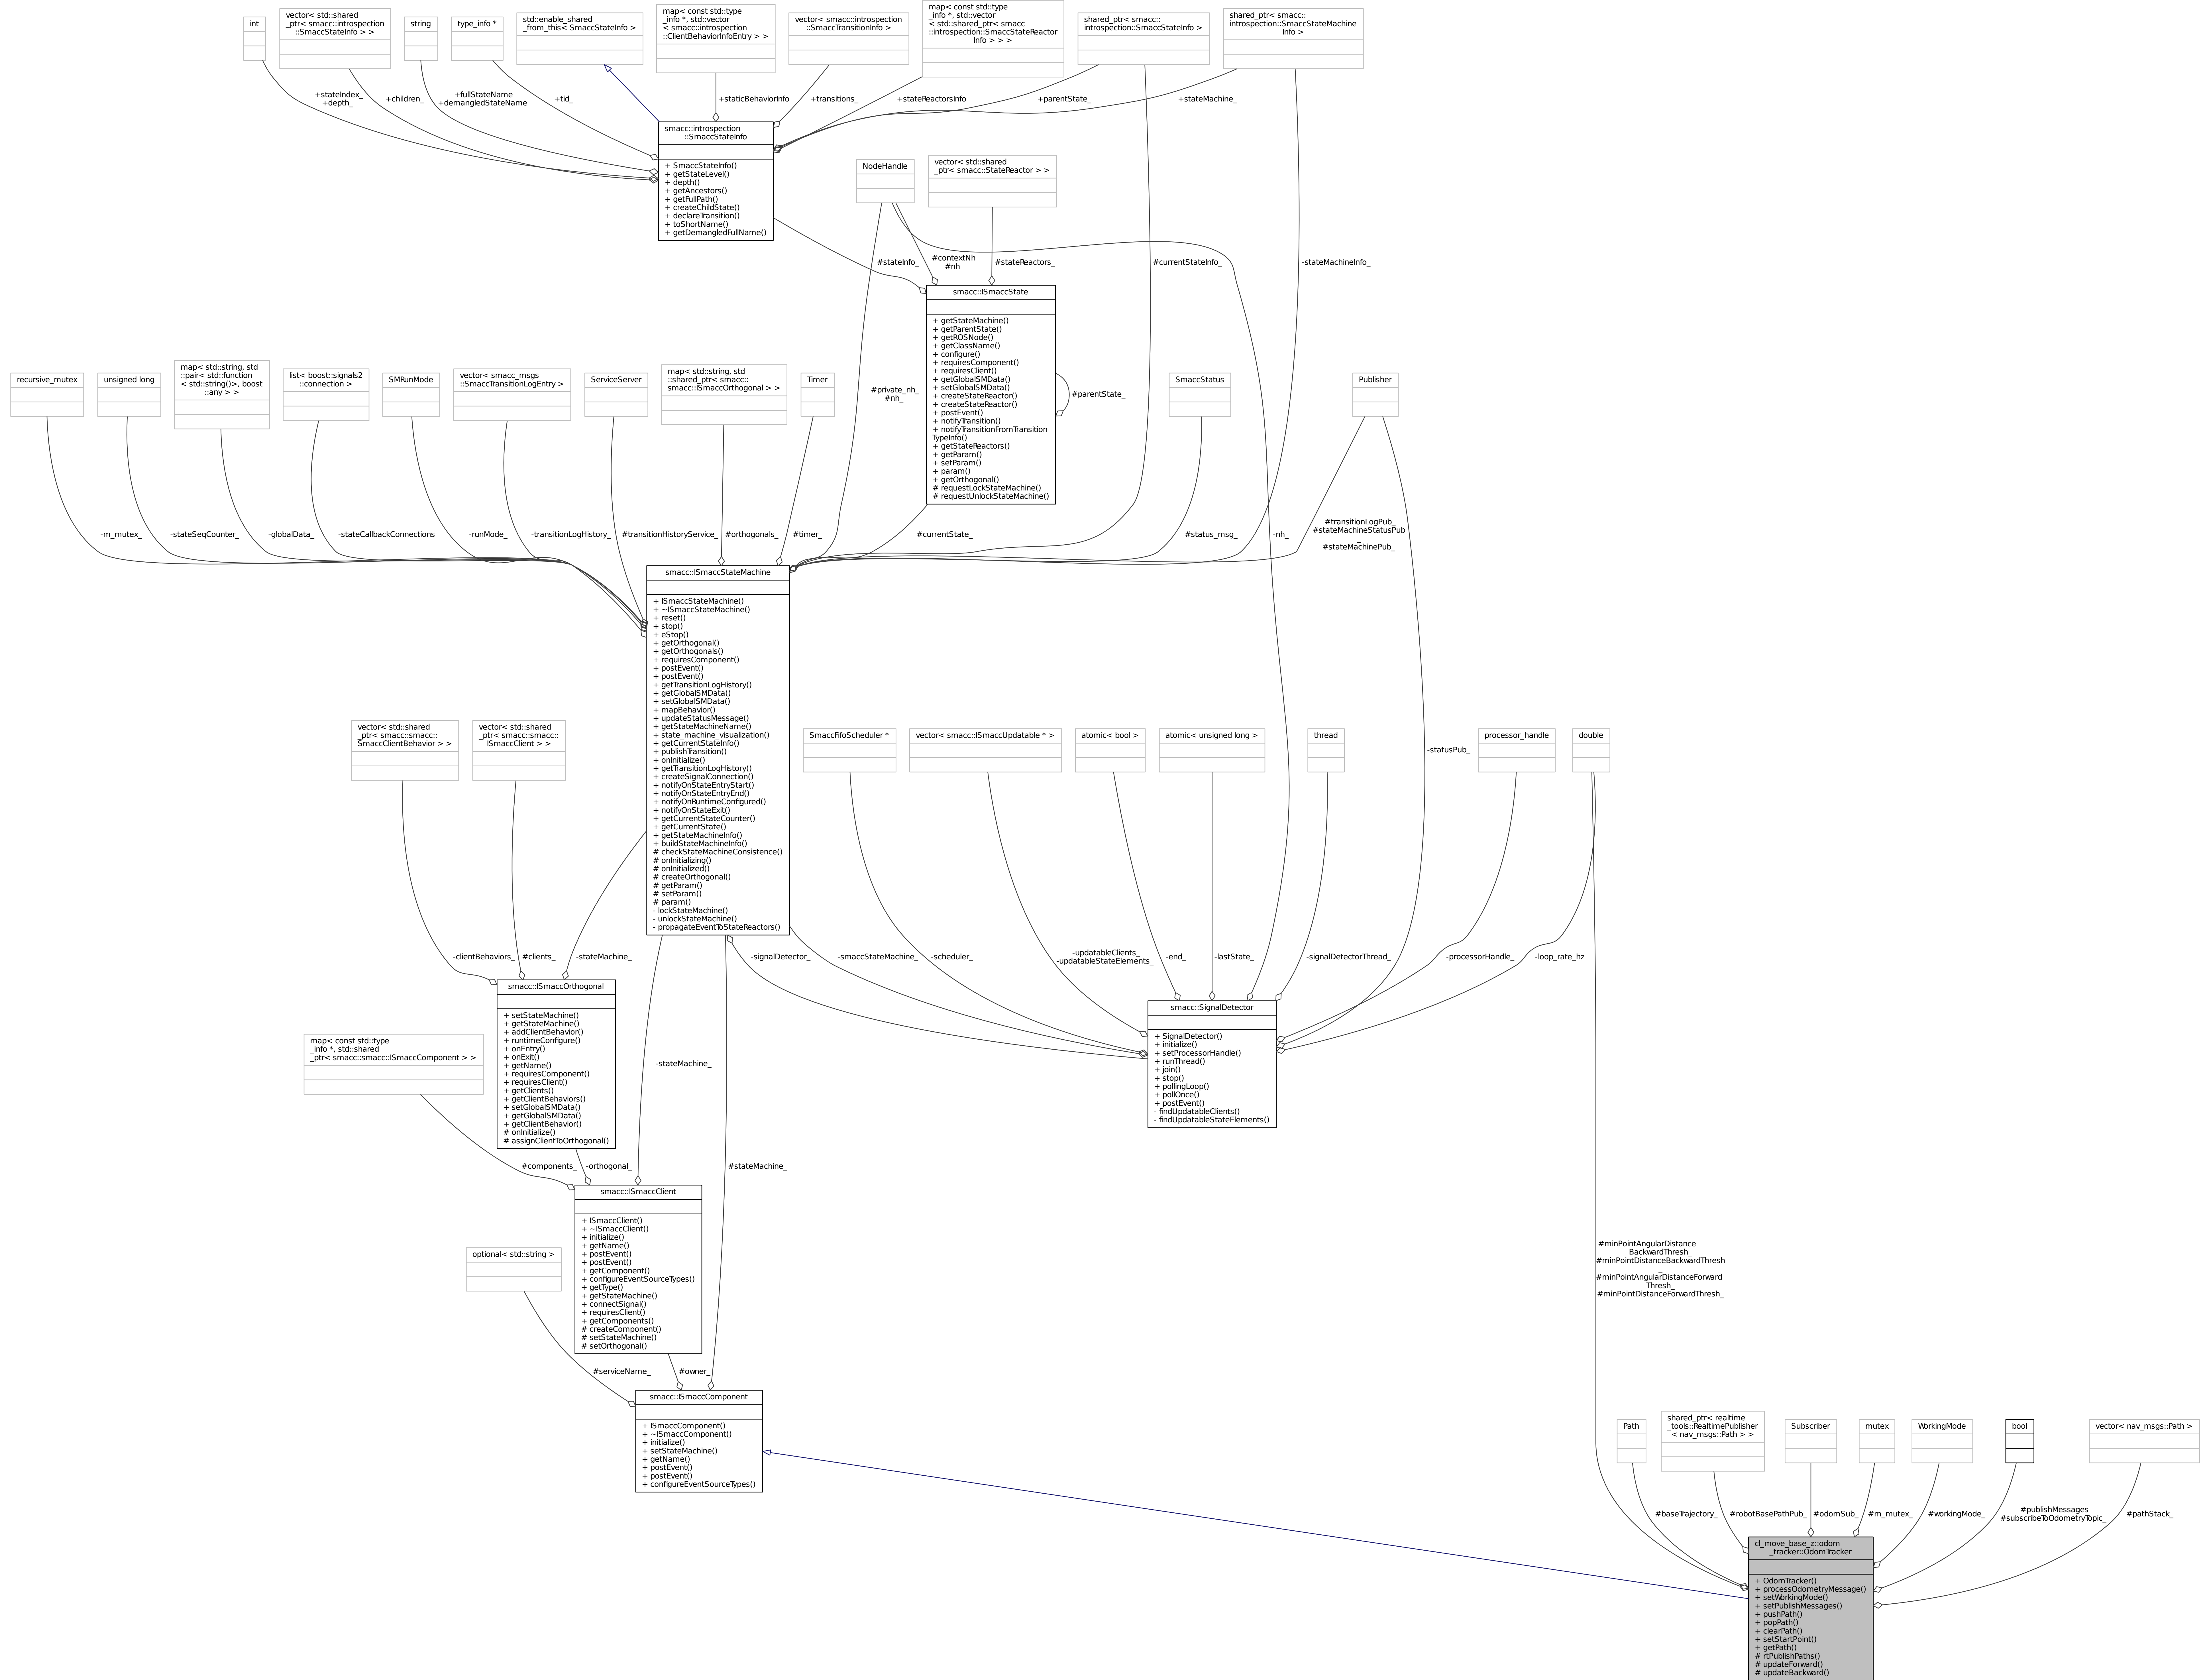 int
vector< std::shared
_ptr< smacc::introspection
::SmaccStateInfo > >
string
type_info *
std::enable_shared
_from_this< SmaccStateInfo >
map< const std::type
_info *, std::vector
< smacc::introspection
::ClientBehaviorInfoEntry > >
vector< smacc::introspection
::SmaccTransitionInfo >
map< const std::type
_info *, std::vector
< std::shared_ptr< smacc
::introspection::SmaccStateReactor
Info > > >
shared_ptr< smacc::
introspection::SmaccStateInfo >
shared_ptr< smacc::
introspection::SmaccStateMachine
Info >
+stateIndex_
+depth_
+children_
+fullStateName
+demangledStateName
+tid_
+staticBehaviorInfo
+transitions_
+stateReactorsInfo
+parentState_
+stateMachine_
smacc::introspection
::SmaccStateInfo
+ SmaccStateInfo()
+ getStateLevel()
+ depth()
+ getAncestors()
+ getFullPath()
+ createChildState()
+ declareTransition()
+ toShortName()
+ getDemangledFullName()
NodeHandle
vector< std::shared
_ptr< smacc::StateReactor > >
#stateInfo_
#contextNh
#nh
#stateReactors_
#currentStateInfo_
-stateMachineInfo_
smacc::ISmaccState
+ getStateMachine()
+ getParentState()
+ getROSNode()
+ getClassName()
+ configure()
+ requiresComponent()
+ requiresClient()
+ getGlobalSMData()
+ setGlobalSMData()
+ createStateReactor()
+ createStateReactor()
+ postEvent()
+ notifyTransition()
+ notifyTransitionFromTransition
TypeInfo()
+ getStateReactors()
+ getParam()
+ setParam()
+ param()
+ getOrthogonal()
# requestLockStateMachine()
# requestUnlockStateMachine()
#parentState_
recursive_mutex
unsigned long
map< std::string, std
::pair< std::function
< std::string()>, boost
::any > >
list< boost::signals2
::connection >
SMRunMode
vector< smacc_msgs
::SmaccTransitionLogEntry >
ServiceServer
map< std::string, std
::shared_ptr< smacc::
smacc::ISmaccOrthogonal > >
Timer
#private_nh_
#nh_
SmaccStatus
Publisher
-m_mutex_
-stateSeqCounter_
-globalData_
-stateCallbackConnections
-runMode_
-transitionLogHistory_
#transitionHistoryService_
#orthogonals_
#timer_
#currentState_
#status_msg_
-nh_
#transitionLogPub_
#stateMachineStatusPub
_
#stateMachinePub_
smacc::ISmaccStateMachine
+ ISmaccStateMachine()
+ ~ISmaccStateMachine()
+ reset()
+ stop()
+ eStop()
+ getOrthogonal()
+ getOrthogonals()
+ requiresComponent()
+ postEvent()
+ postEvent()
+ getTransitionLogHistory()
+ getGlobalSMData()
+ setGlobalSMData()
+ mapBehavior()
+ updateStatusMessage()
+ getStateMachineName()
+ state_machine_visualization()
+ getCurrentStateInfo()
+ publishTransition()
+ onInitialize()
+ getTransitionLogHistory()
+ createSignalConnection()
+ notifyOnStateEntryStart()
+ notifyOnStateEntryEnd()
+ notifyOnRuntimeConfigured()
+ notifyOnStateExit()
+ getCurrentStateCounter()
+ getCurrentState()
+ getStateMachineInfo()
+ buildStateMachineInfo()
# checkStateMachineConsistence()
# onInitializing()
# onInitialized()
# createOrthogonal()
# getParam()
# setParam()
# param()
- lockStateMachine()
- unlockStateMachine()
- propagateEventToStateReactors()
vector< std::shared
_ptr< smacc::smacc::
SmaccClientBehavior > >
vector< std::shared
_ptr< smacc::smacc::
ISmaccClient > >
SmaccFifoScheduler *
vector< smacc::ISmaccUpdatable * >
atomic< bool >
atomic< unsigned long >
thread
-statusPub_
processor_handle
double
-clientBehaviors_
#clients_
-stateMachine_
-signalDetector_
-smaccStateMachine_
-scheduler_
-updatableClients_
-updatableStateElements_
-end_
-lastState_
-signalDetectorThread_
-processorHandle_
-loop_rate_hz
smacc::ISmaccOrthogonal
+ setStateMachine()
+ getStateMachine()
+ addClientBehavior()
+ runtimeConfigure()
+ onEntry()
+ onExit()
+ getName()
+ requiresComponent()
+ requiresClient()
+ getClients()
+ getClientBehaviors()
+ setGlobalSMData()
+ getGlobalSMData()
+ getClientBehavior()
# onInitialize()
# assignClientToOrthogonal()
smacc::SignalDetector
+ SignalDetector()
+ initialize()
+ setProcessorHandle()
+ runThread()
+ join()
+ stop()
+ pollingLoop()
+ pollOnce()
+ postEvent()
- findUpdatableClients()
- findUpdatableStateElements()
map< const std::type
_info *, std::shared
_ptr< smacc::smacc::ISmaccComponent > >
-stateMachine_
#components_
-orthogonal_
#stateMachine_
smacc::ISmaccClient
+ ISmaccClient()
+ ~ISmaccClient()
+ initialize()
+ getName()
+ postEvent()
+ postEvent()
+ getComponent()
+ configureEventSourceTypes()
+ getType()
+ getStateMachine()
+ connectSignal()
+ requiresClient()
+ getComponents()
# createComponent()
# setStateMachine()
# setOrthogonal()
optional< std::string >
#minPointAngularDistance
BackwardThresh_
#minPointDistanceBackwardThresh
_
#minPointAngularDistanceForward
Thresh_
#minPointDistanceForwardThresh_
#serviceName_
#owner_
smacc::ISmaccComponent
+ ISmaccComponent()
+ ~ISmaccComponent()
+ initialize()
+ setStateMachine()
+ getName()
+ postEvent()
+ postEvent()
+ configureEventSourceTypes()
Path
shared_ptr< realtime
_tools::RealtimePublisher
< nav_msgs::Path > >
Subscriber
mutex
WorkingMode
bool
vector< nav_msgs::Path >
#baseTrajectory_
#robotBasePathPub_
#odomSub_
#m_mutex_
#workingMode_
#publishMessages
#subscribeToOdometryTopic_
#pathStack_
cl_move_base_z::odom
_tracker::OdomTracker
+ OdomTracker()
+ processOdometryMessage()
+ setWorkingMode()
+ setPublishMessages()
+ pushPath()
+ popPath()
+ clearPath()
+ setStartPoint()
+ getPath()
# rtPublishPaths()
# updateForward()
# updateBackward()